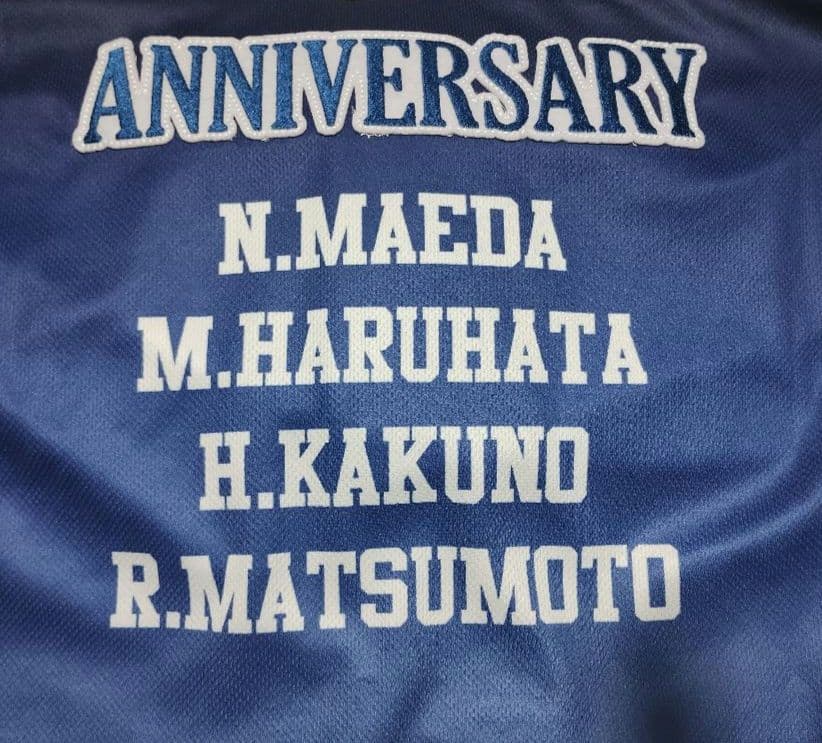 ANNIVERSARY
N.MAEDA
M.HARUHATA
H.KAKUNO
R.MATSUMOTO